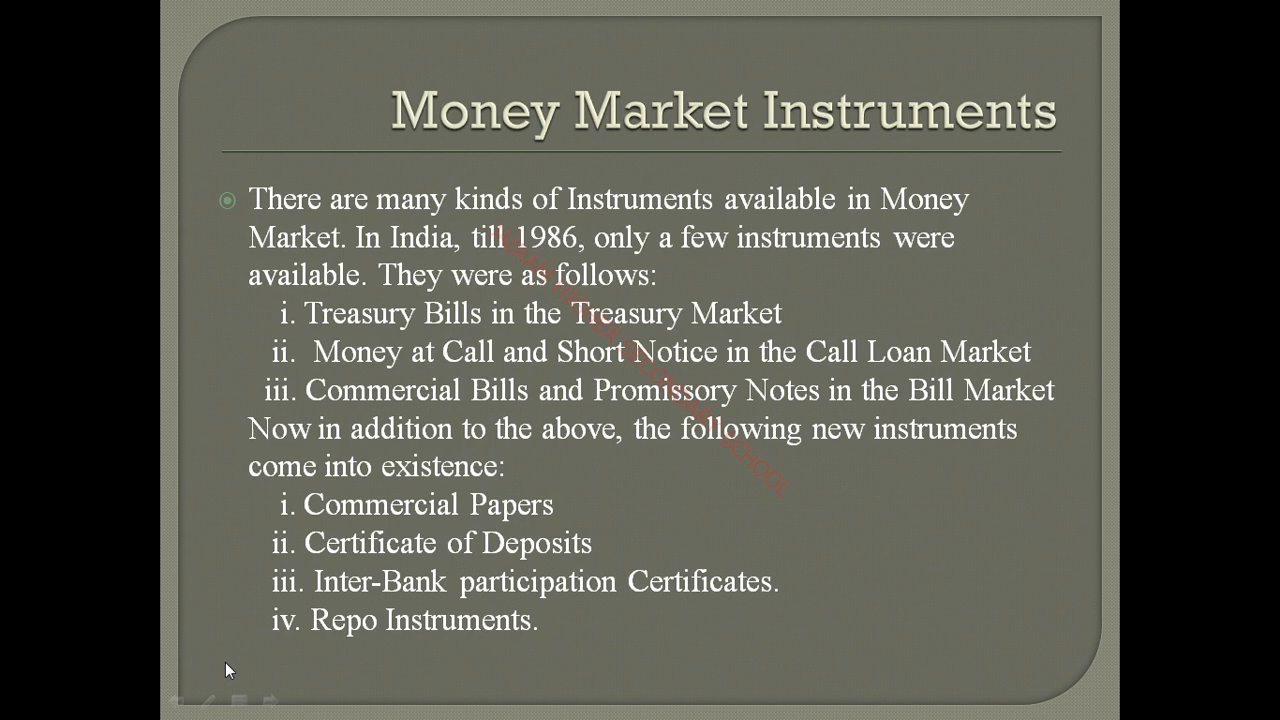 Money Market Instruments
There are many kinds of Instruments available in Money
Market. In India, till 1986, only a few instruments were
available. They were as follows:
i. Treasury Bills in the Treasury Market
ii. Money at Call and Short Notice in the Call Loan Market
iii. Commercial Bills and Promissory Notes in the Bill Market
Now in addition to the above, the following new instruments
come into existence:
i. Commercial Papers
ii. Certificate of Deposits
iii. Inter-Bank participation Certificates.
iv. Repo Instruments.
HIGHER SECONDARY SCHOOL